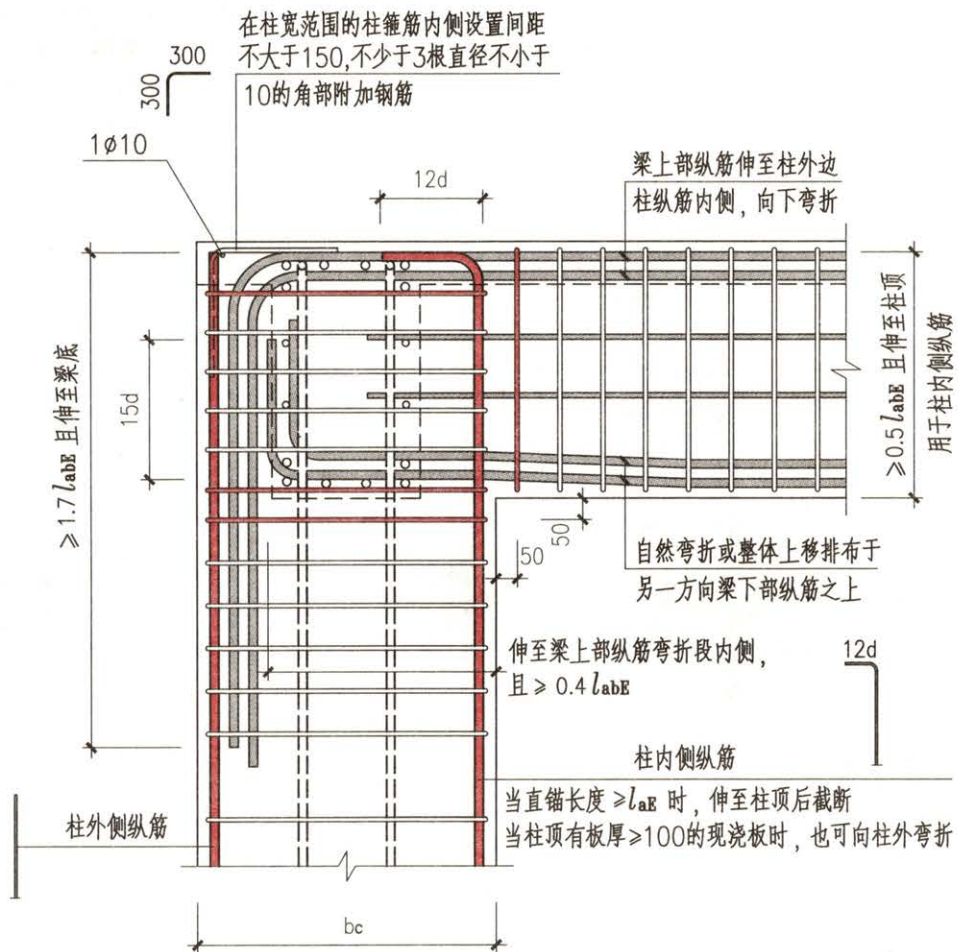 在柱宽范围的柱箍筋内侧设置间距
不大于150,不少于3根直径不小于
10的角部附加钢筋
300
300
1ø10
12d
梁上部纵筋伸至柱外边
柱纵筋内侧，向下弯折
≥1.7labE 且伸至梁底
15d
≥0.5labE 且伸至柱顶
用于柱内侧纵筋
50
50
自然弯折或整体上移排布于
另一方向梁下部纵筋之上
伸至梁上部纵筋弯折段内侧，
且≥0.4labE
12d
柱内侧纵筋
当直锚长度≥laE 时，伸至柱顶后截断
当柱顶有板厚≥100的现浇板时，也可向柱外弯折
柱外侧纵筋
bc